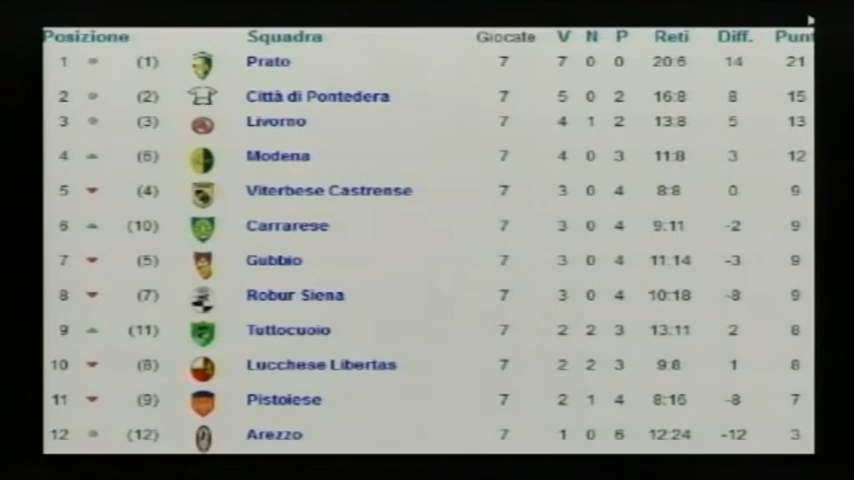 Posizione Squadra Giocate V N P Reti Diff. Punt
1 (1) Prato 7 7 0 0 20:6 14 21
2 (2) Città di Pontedera 7 5 0 2 16:8 8 15
3 (3) Livorno 7 4 1 2 13:8 5 13
4 (6) Modena 7 4 0 3 11:8 3 12
5 (4) Viterbese Castrense 7 3 0 4 8:8 0 9
6 (10) Carrarese 7 3 0 4 9:11 -2 9
7 (5) Gubbio 7 3 0 4 11:14 -3 9
8 (7) Robur Siena 7 3 0 4 10:18 -8 9
9 (11) Tuttocuoio 7 2 2 3 13:11 2 8
10 (8) Lucchese Libertas 7 2 2 3 9:8 1 8
11 (9) Pistoiese 7 2 1 4 8:16 -8 7
12 (12) Arezzo 7 1 0 6 12:24 -12 3